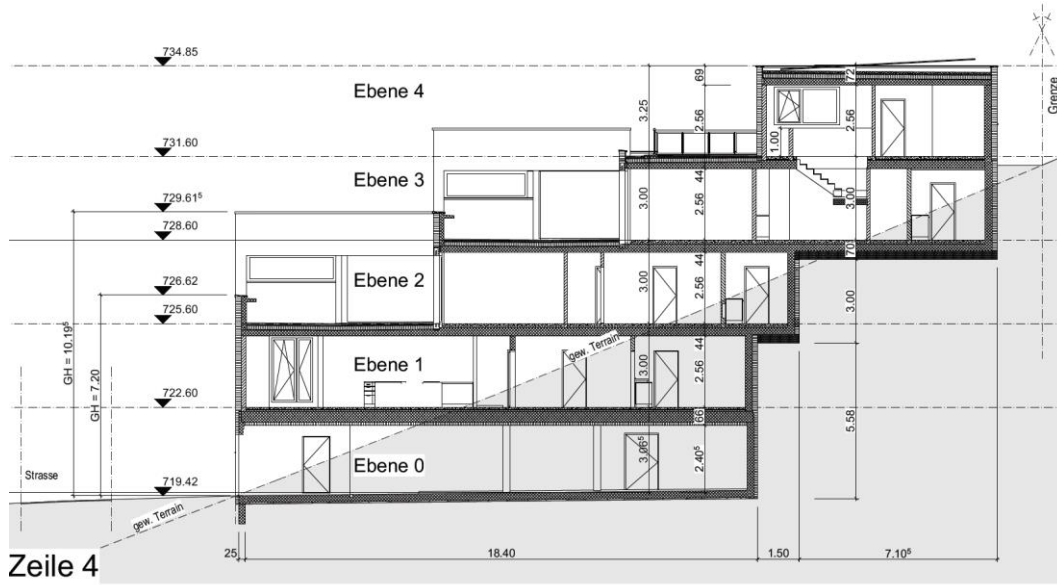 734.85
Ebene 4
69
72
Grenze
3.25
2.56
2.56
1.00
731.60
Ebene 3
44
729.61⁵
3.00
2.56
3.00
728.60
44
70
Ebene 2
726.62
3.00
2.56
3.00
725.60
gew. Terrain
44
GH = 10.19⁵
GH = 7.20
Ebene 1
3.00
2.56
722.60
66
5.58
Ebene 0
3.06⁵
2.40⁵
Strasse
719.42
gew. Terrain
25
18.40
1.50
7.10⁵
Zeile 4